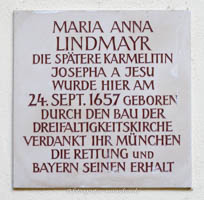 MARIA ANNA
LINDMAYR
DIE SPÄTERE KARMELITIN
JOSEPHA A JESU
WURDE HIER AM
24. SEPT. 1657 GEBOREN
DURCH DEN BAU DER
DREIFALTIGKEITSKIRCHE
VERDANKT IHR MÜNCHEN
DIE RETTUNG UND
BAYERN SEINEN ERHALT